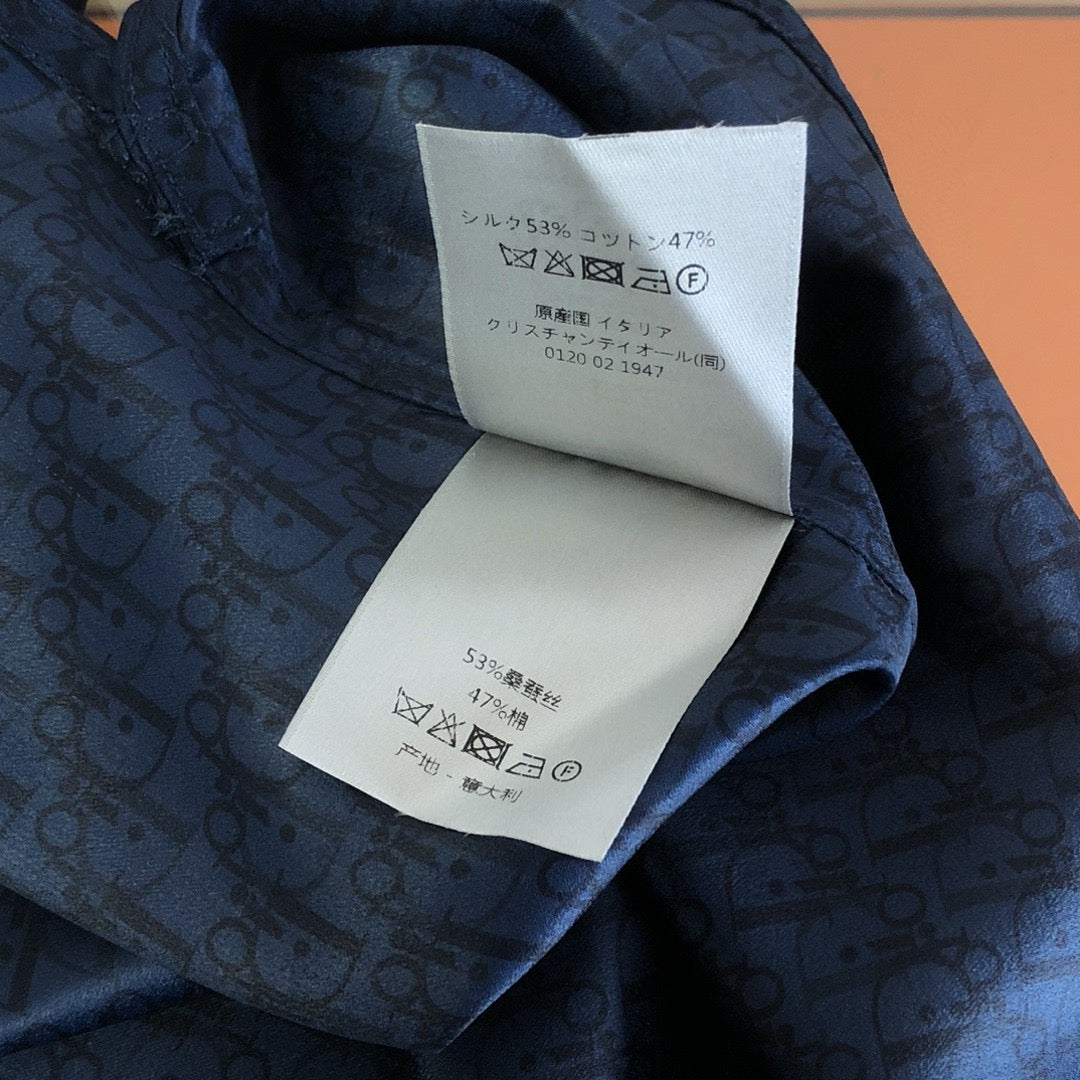 シルク53% コットン47%
F
原産国 イタリア
クリスチャンディオール(同)
0120 02 1947
53%桑蚕丝
47%棉
F
产地 - 意大利